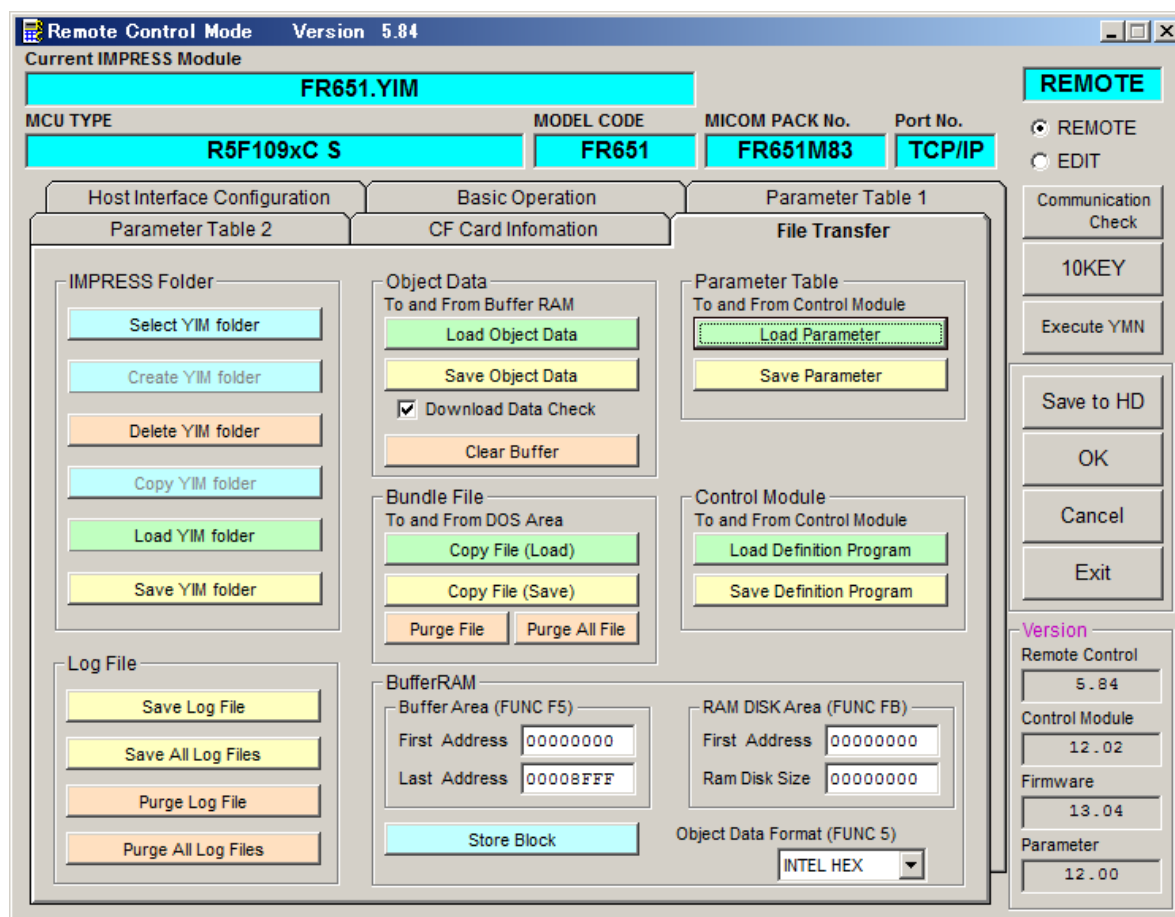 Remote Control Mode Version 5.84
Current IMPRESS Module
FR651.YIM
REMOTE
MCU TYPE
MODEL CODE
MICOM PACK No.
Port No.
R5F109xC S
FR651
FR651M83
TCP/IP
REMOTE
EDIT
Host Interface Configuration
Basic Operation
Parameter Table 1
Parameter Table 2
CF Card Infomation
File Transfer
IMPRESS Folder
Select YIM folder
Create YIM folder
Delete YIM folder
Copy YIM folder
Load YIM folder
Save YIM folder
Log File
Save Log File
Save All Log Files
Purge Log File
Purge All Log Files
Object Data
To and From Buffer RAM
Load Object Data
Save Object Data
Download Data Check
Clear Buffer
Bundle File
To and From DOS Area
Copy File (Load)
Copy File (Save)
Purge File
Purge All File
Parameter Table
To and From Control Module
Load Parameter
Save Parameter
Control Module
To and From Control Module
Load Definition Program
Save Definition Program
BufferRAM
Buffer Area (FUNC F5)
First Address 00000000
Last Address 00008FFF
Store Block
RAM DISK Area (FUNC FB)
First Address 00000000
Ram Disk Size 00000000
Object Data Format (FUNC 5)
INTEL HEX
Communication
Check
10KEY
Execute YMN
Save to HD
OK
Cancel
Exit
Version
Remote Control
5.84
Control Module
12.02
Firmware
13.04
Parameter
12.00